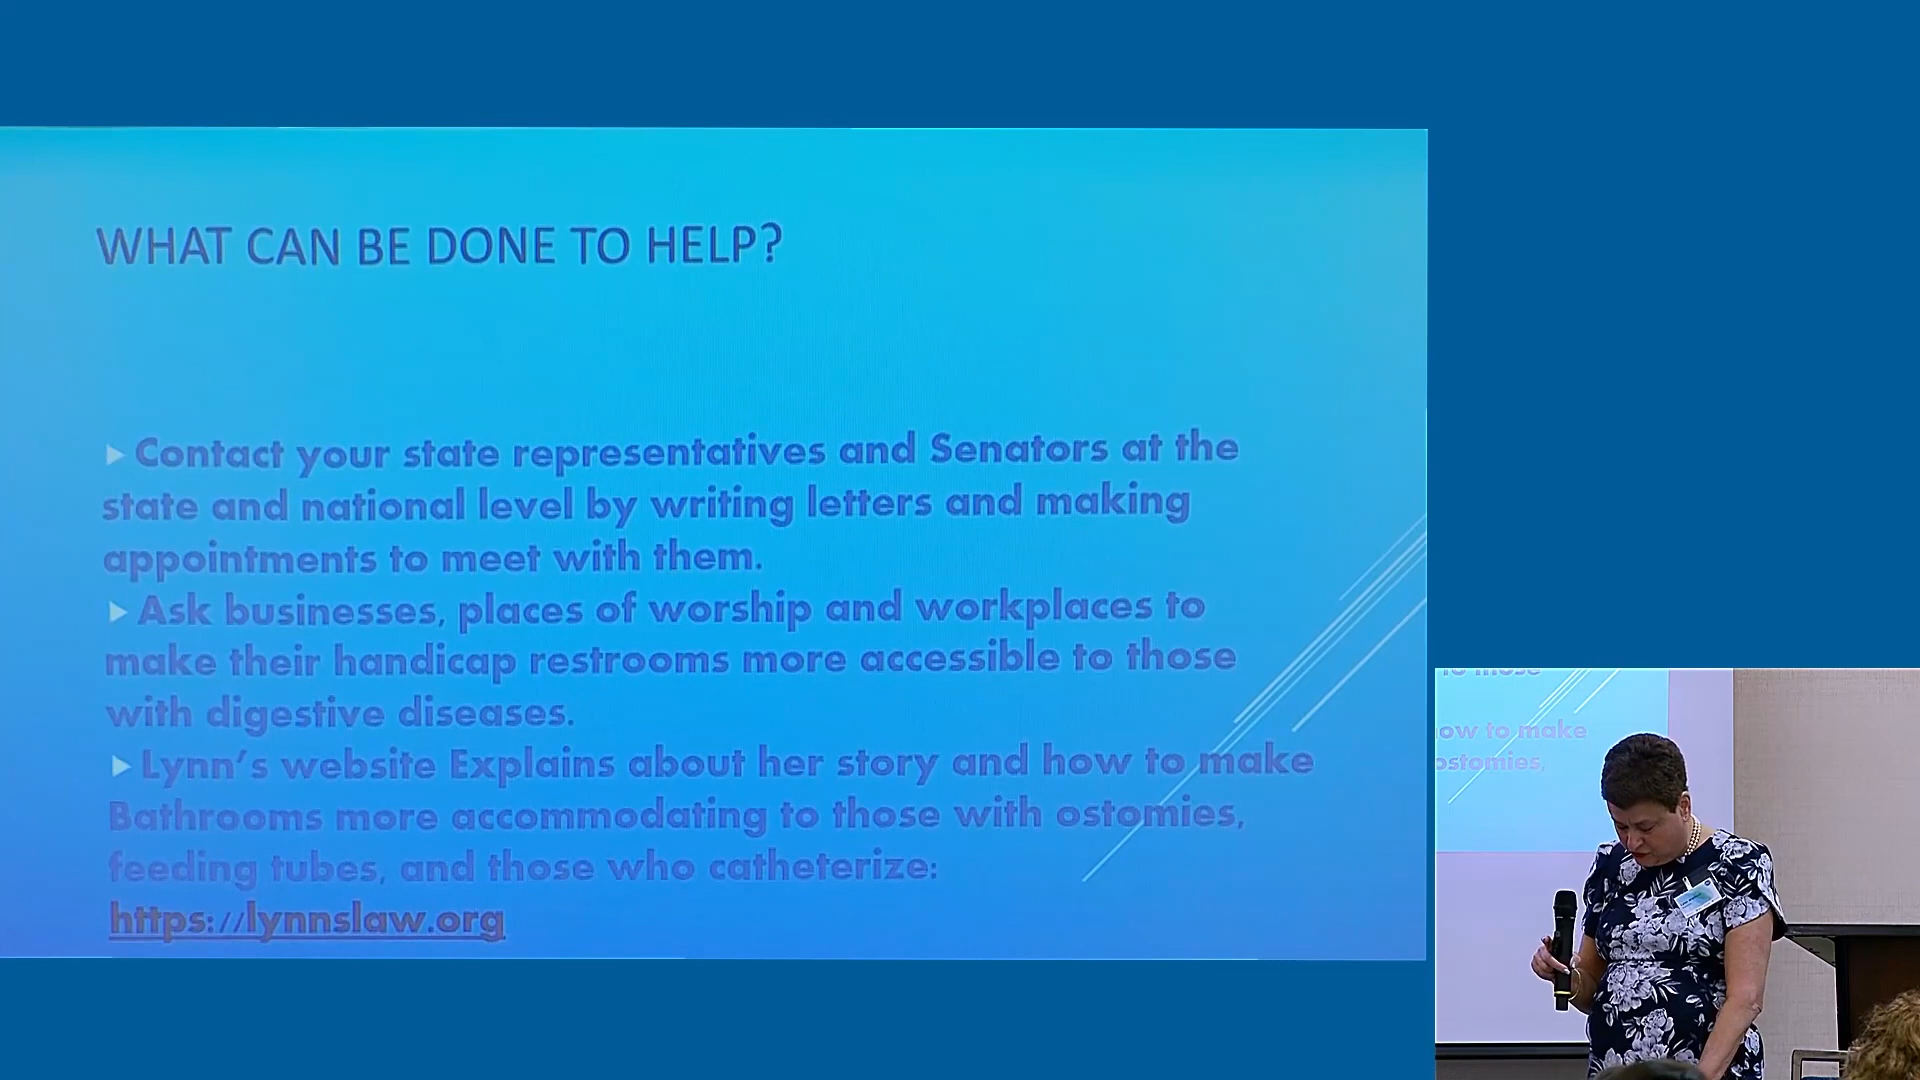 WHAT CAN BE DONE TO HELP?
Contact your state representatives and Senators at the
state and national level by writing letters and making
appointments to meet with them.
Ask businesses, places of worship and workplaces to
make their handicap restrooms more accessible to those
with digestive diseases.
Lynn's website Explains about her story and how to make
Bathrooms more accommodating to those with ostomies,
feeding tubes, and those who catheterize:
https://lynnslaw.org
to those
ow to make
ostomies,